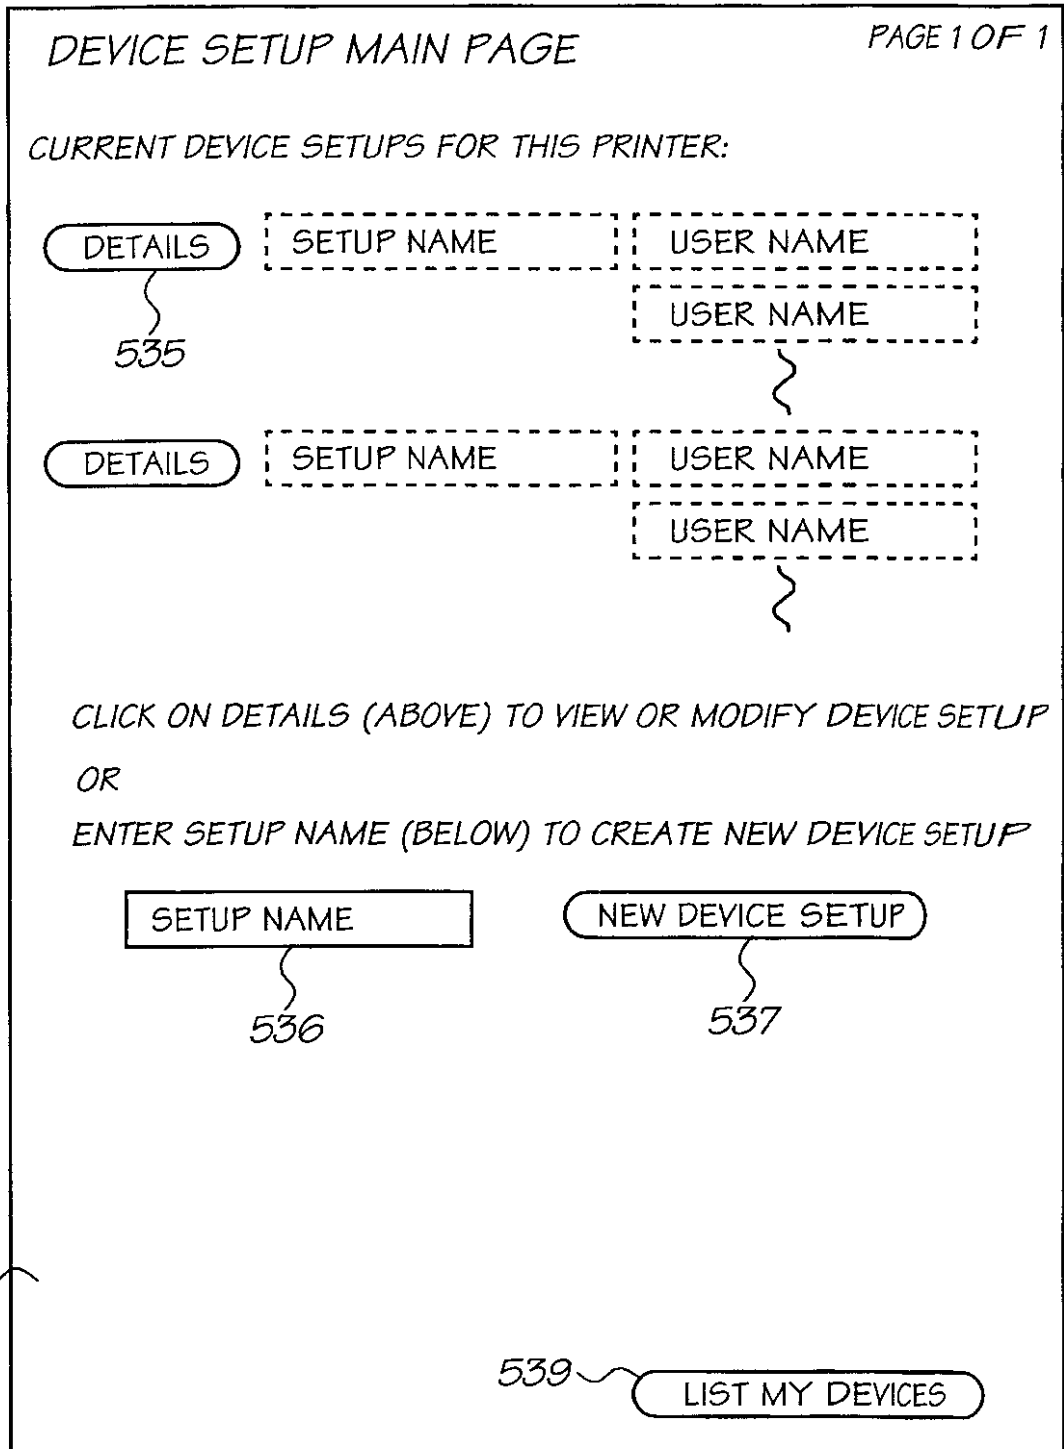 DEVICE SETUP MAIN PAGE PAGE 1 OF 1
CURRENT DEVICE SETUPS FOR THIS PRINTER:
DETAILS SETUP NAME USER NAME
USER NAME
535
DETAILS SETUP NAME USER NAME
USER NAME
CLICK ON DETAILS (ABOVE) TO VIEW OR MODIFY DEVICE SETUP
OR
ENTER SETUP NAME (BELOW) TO CREATE NEW DEVICE SETUP
SETUP NAME NEW DEVICE SETUP
536 537
539 LIST MY DEVICES